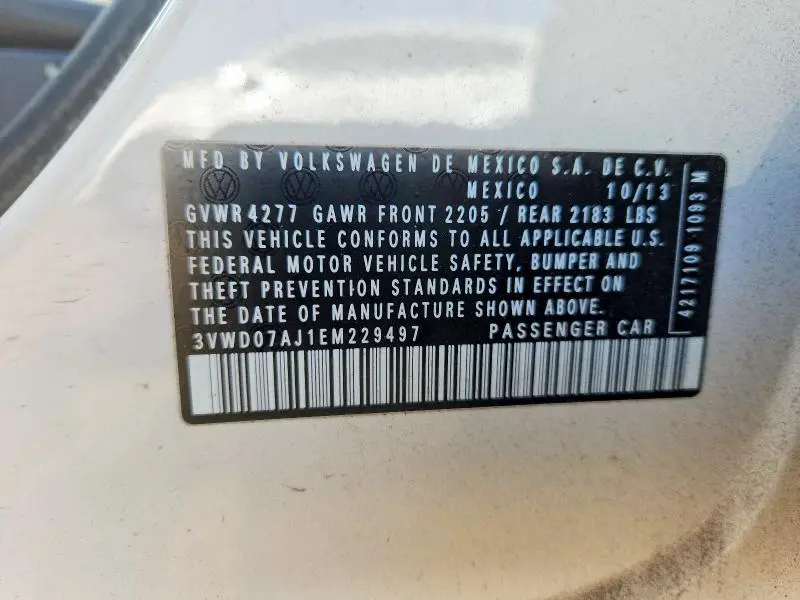 MFD BY VOLKSWAGEN DE MEXICO S.A. DE C.V.
MEXICO 10/13
GVWR 4277 GAWR FRONT 2205 / REAR 2183 LBS
THIS VEHICLE CONFORMS TO ALL APPLICABLE U.S.
FEDERAL MOTOR VEHICLE SAFETY, BUMPER AND
THEFT PREVENTION STANDARDS IN EFFECT ON
THE DATE OF MANUFACTURE SHOWN ABOVE.
3VWD07AJ1EM229497 PASSENGER CAR
4217109 1093 M